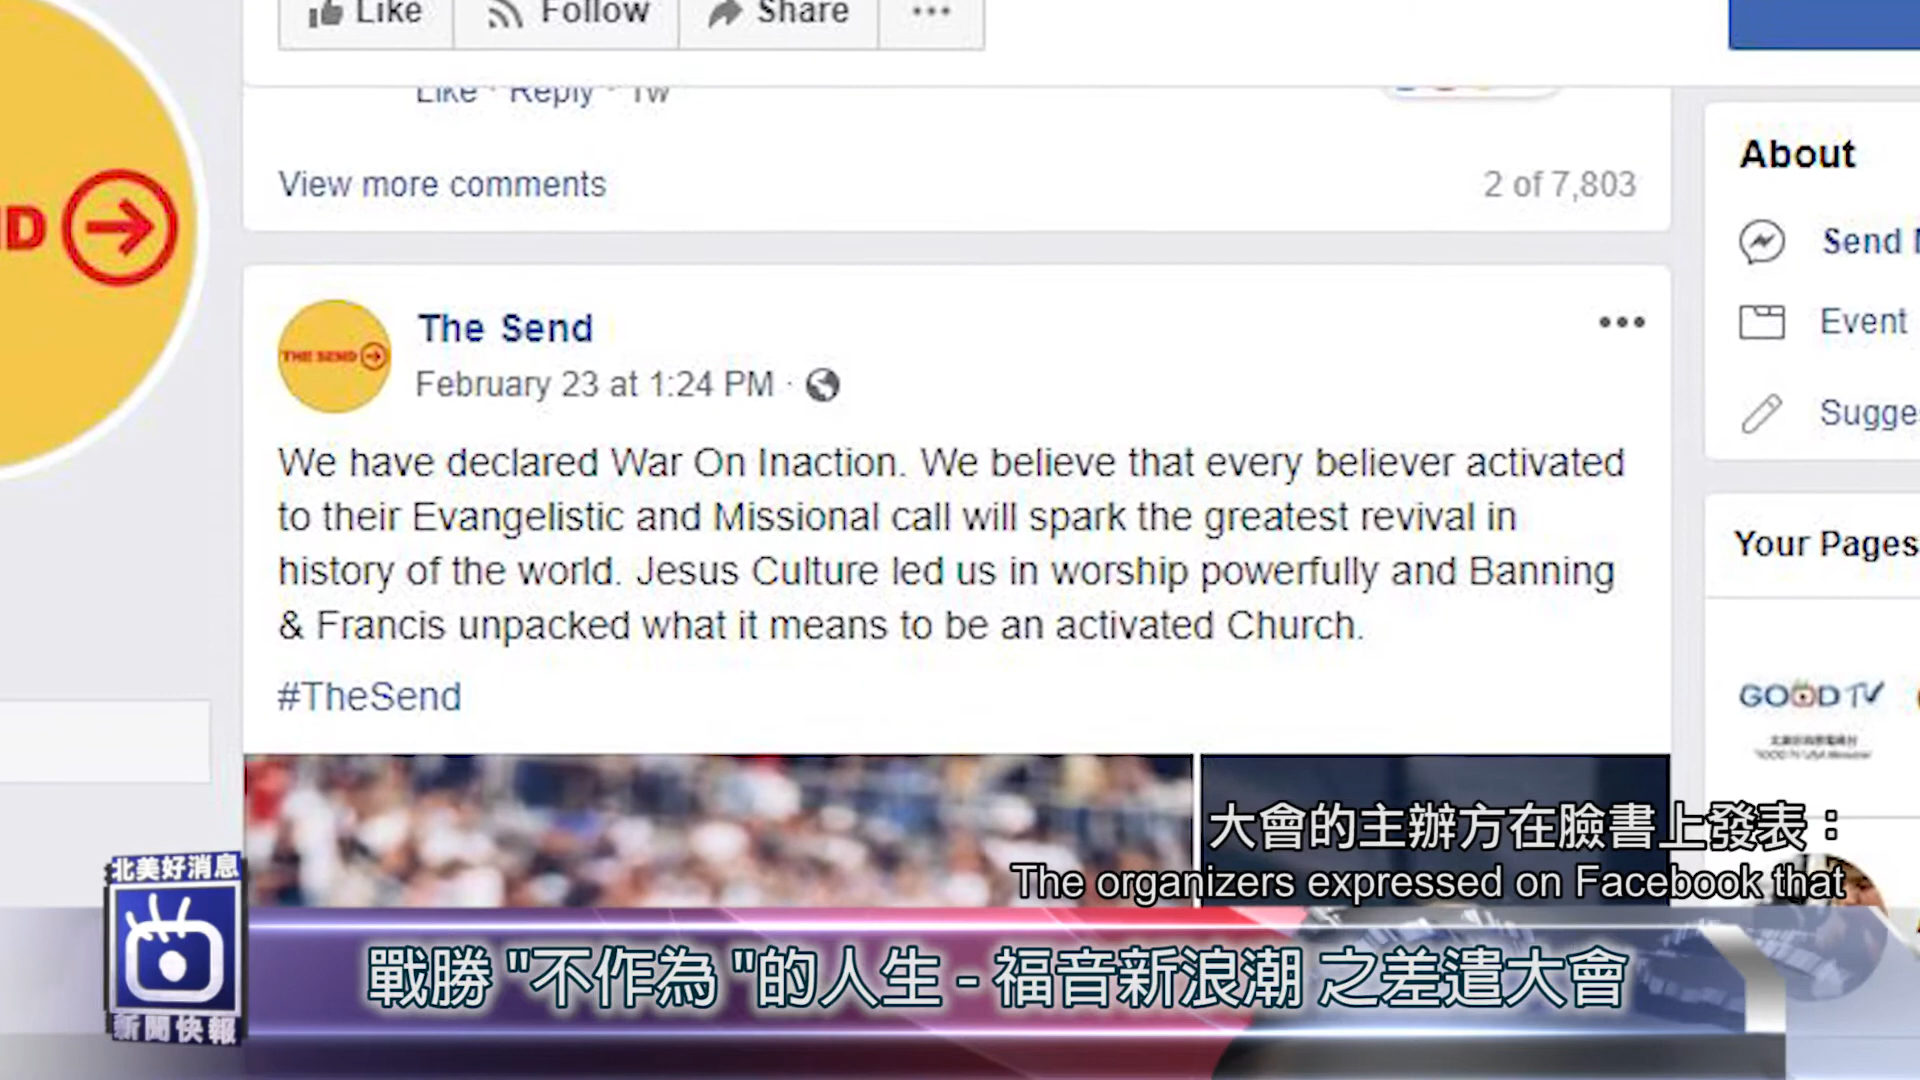 Like
Follow
Share
Like · Reply · 1w
View more comments
2 of 7,803
The Send
February 23 at 1:24 PM ·
THE SEND
We have declared War On Inaction. We believe that every believer activated
to their Evangelistic and Missional call will spark the greatest revival in
history of the world. Jesus Culture led us in worship powerfully and Banning
& Francis unpacked what it means to be an activated Church.
#TheSend
About
Send
Event
Your Pages
GOOD TV
大會的主辦方在臉書上發表：
The organizers expressed on Facebook that
北美好消息
新聞快報
戰勝 "不作為 "的人生 - 福音新浪潮 之差遣大會